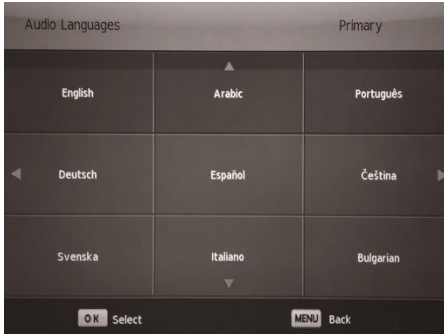 Audio Languages Primary
English Arabic Português
Deutsch Español Čeština
Svenska Italiano Bulgarian
OK Select MENU Back